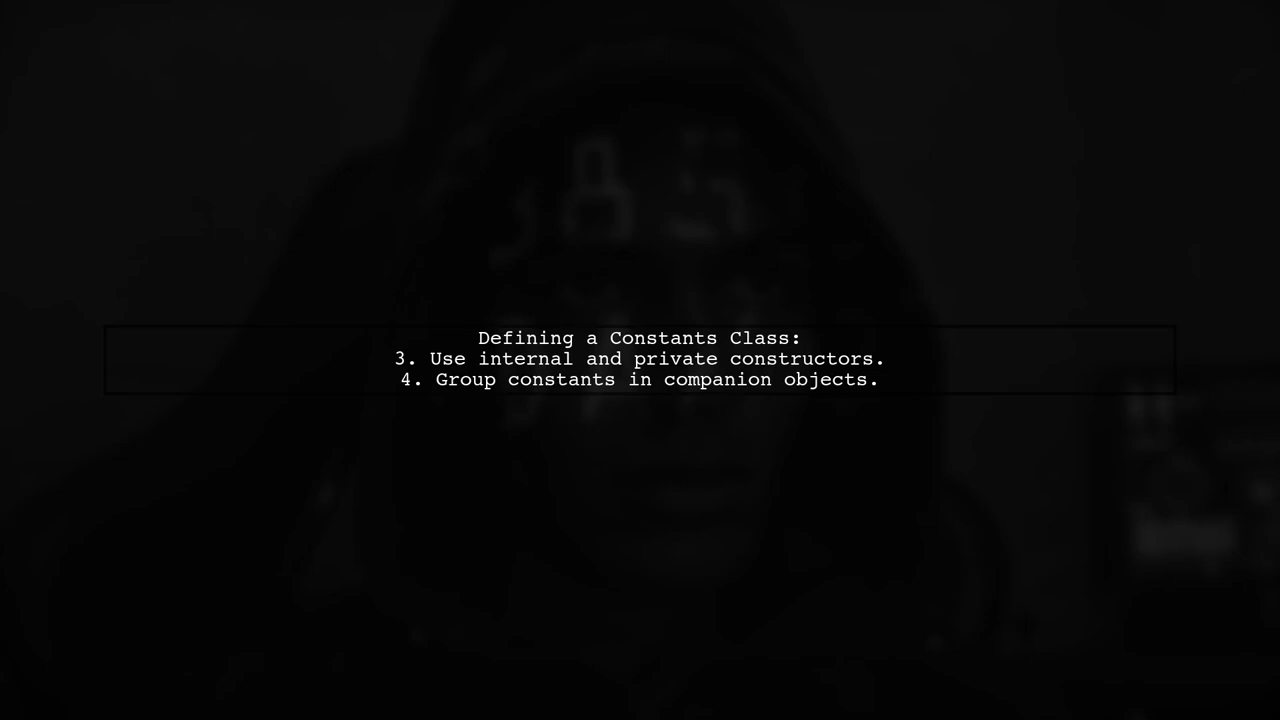 Defining a Constants Class:
3. Use internal and private constructors.
4. Group constants in companion objects.